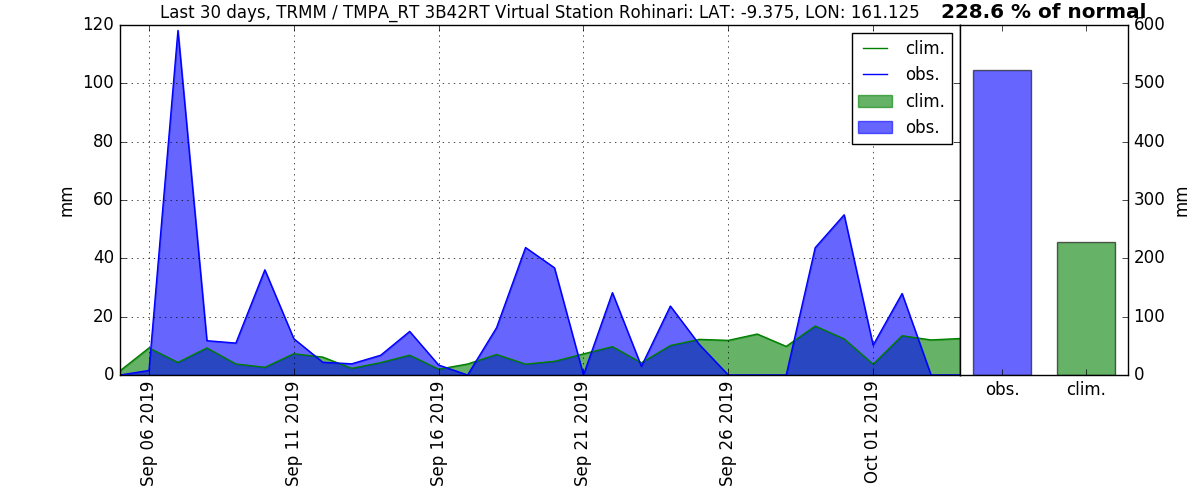 Last 30 days, TRMM / TMPA_RT 3B42RT Virtual Station Rohinari: LAT: -9.375, LON: 161.125
228.6 % of normal
120
100
80
60
40
20
0
mm
clim.
obs.
clim.
obs.
600
500
400
300
200
100
0
mm
obs.
clim.
Sep 06 2019
Sep 11 2019
Sep 16 2019
Sep 21 2019
Sep 26 2019
Oct 01 2019